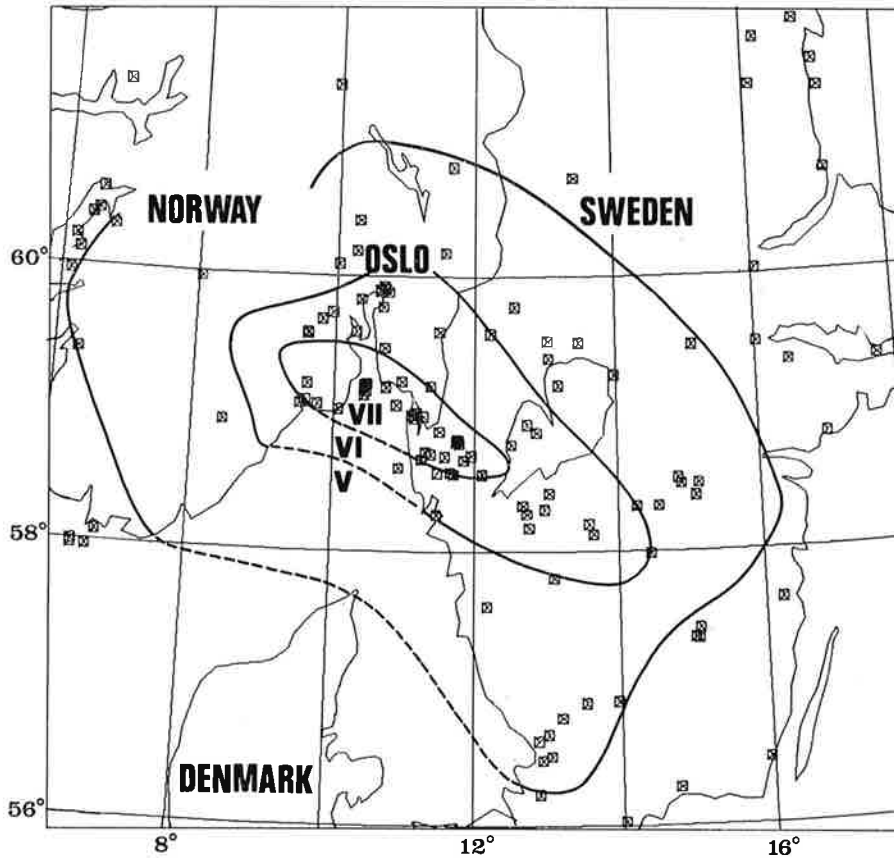 NORWAY
SWEDEN
60°
OSLO
VII
VI
V
58°
DENMARK
56°
8°
12°
16°